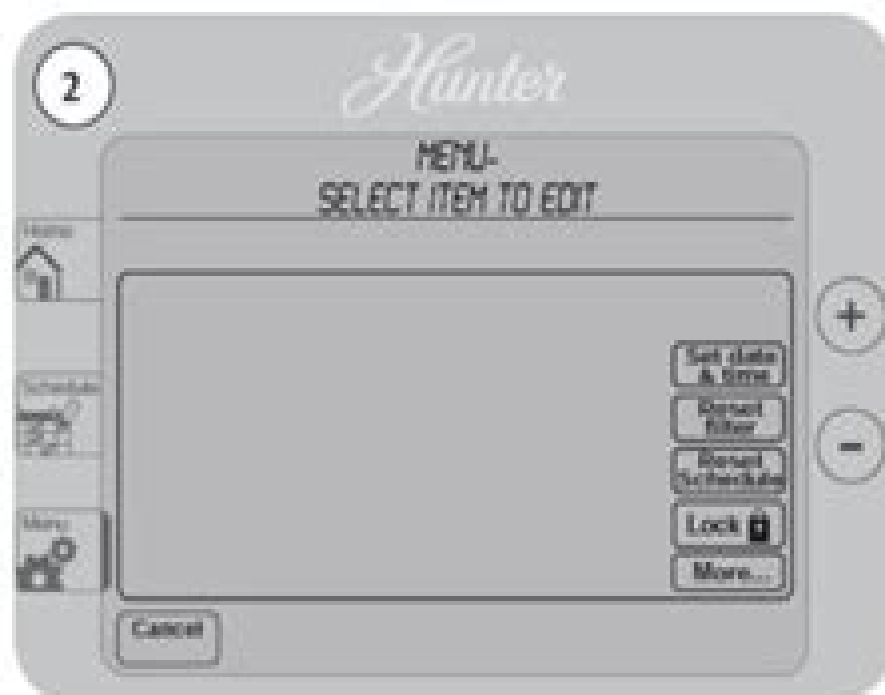 2
Hunter
MENU-
SELECT ITEM TO EDIT
Home
Schedule
Menu
+
-
Set date
& time
Reset
filter
Reset
Schedule
Lock
More...
Cancel